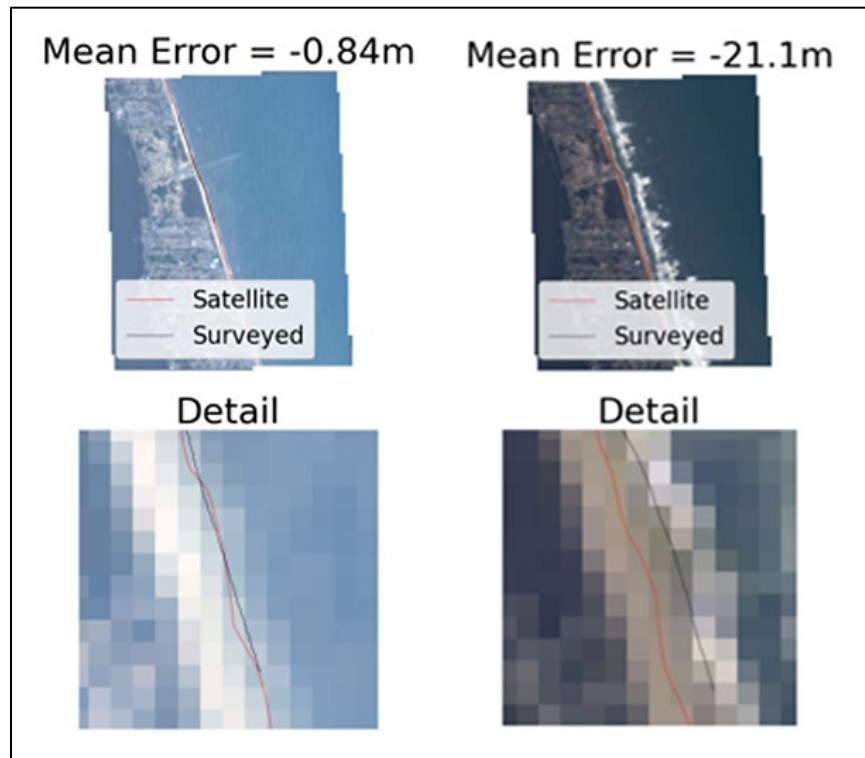 Mean Error = -0.84m
Mean Error = -21.1m
Satellite
Surveyed
Satellite
Surveyed
Detail
Detail